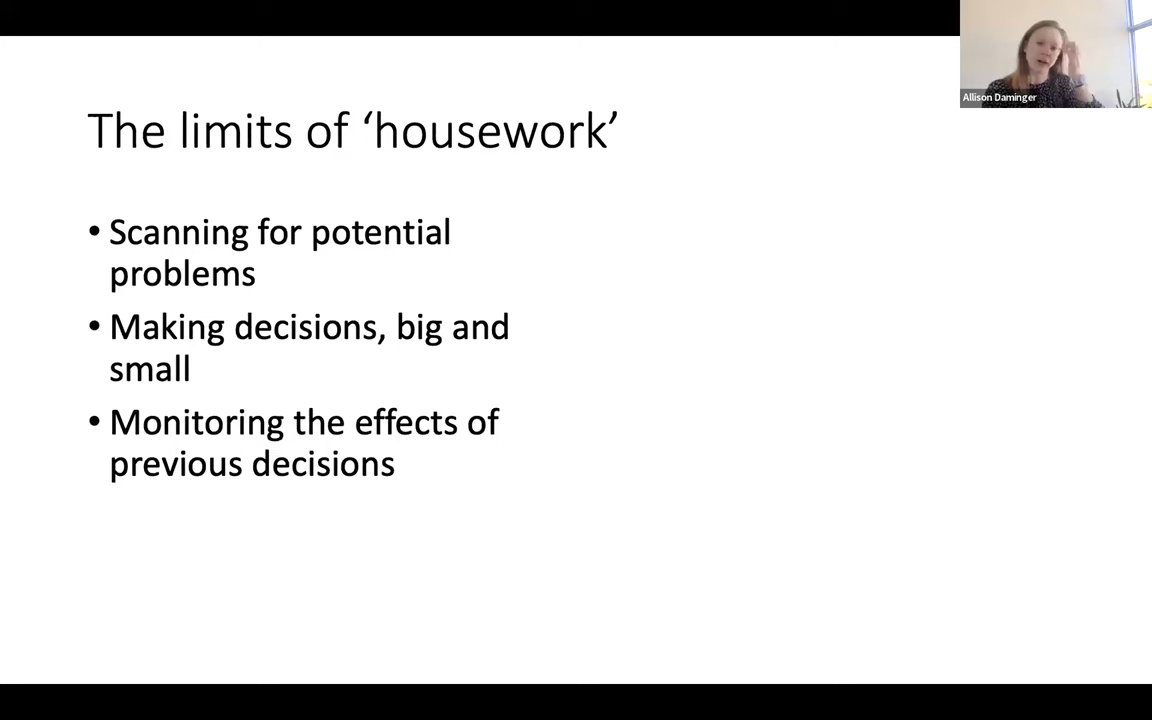 The limits of ‘housework’
• Scanning for potential
problems
• Making decisions, big and
small
• Monitoring the effects of
previous decisions
Allison Daminger